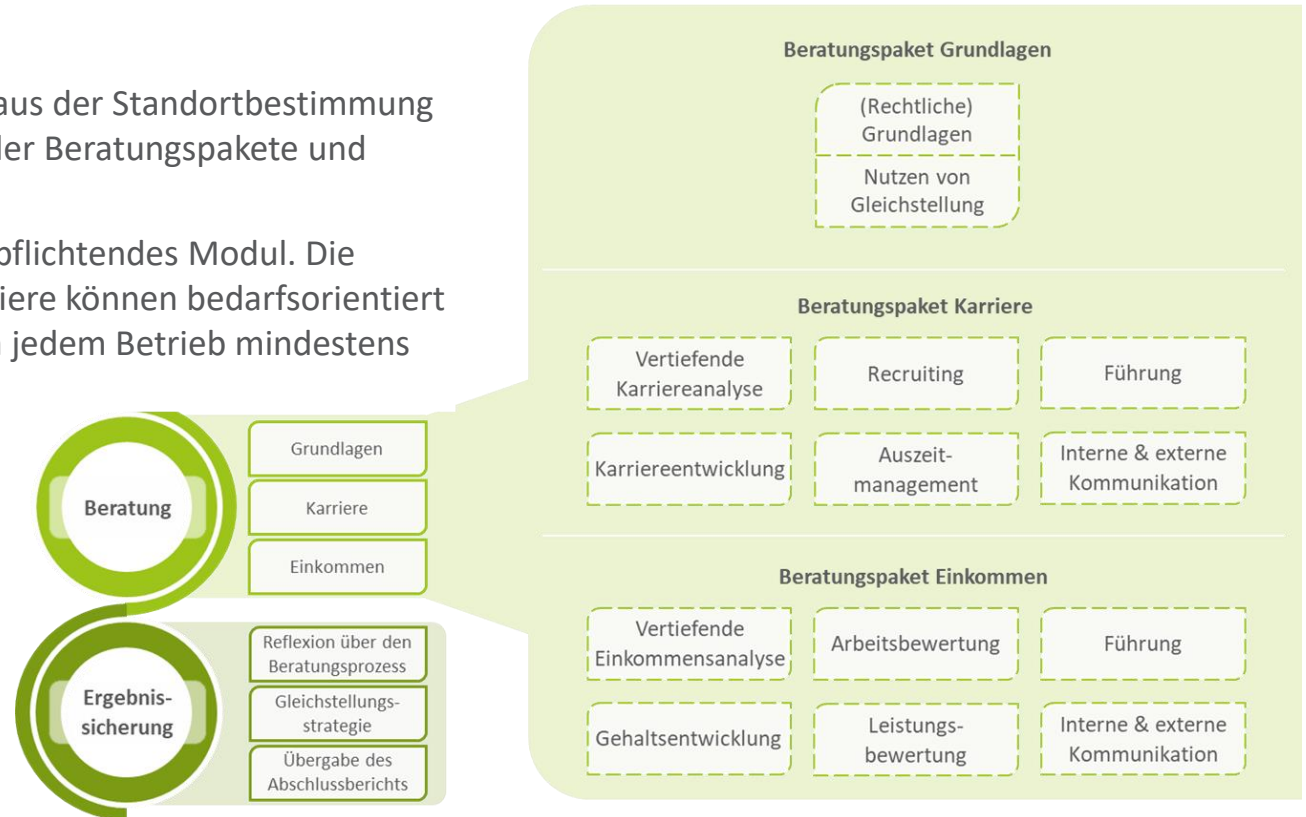 aus der Standortbestimmung
der Beratungspakete und
pflichtendes Modul. Die
iere können bedarfsorientiert
jedem Betrieb mindestens
Beratung
Grundlagen
Karriere
Einkommen
Ergebnis-
sicherung
Reflexion über den
Beratungsprozess
Gleichstellungs-
strategie
Übergabe des
Abschlussberichts
Beratungspaket Grundlagen
(Rechtliche)
Grundlagen
Nutzen von
Gleichstellung
Beratungspaket Karriere
Vertiefende
Karriereanalyse
Recruiting
Führung
Karriereentwicklung
Auszeit-
management
Interne & externe
Kommunikation
Beratungspaket Einkommen
Vertiefende
Einkommensanalyse
Arbeitsbewertung
Führung
Gehaltsentwicklung
Leistungs-
bewertung
Interne & externe
Kommunikation